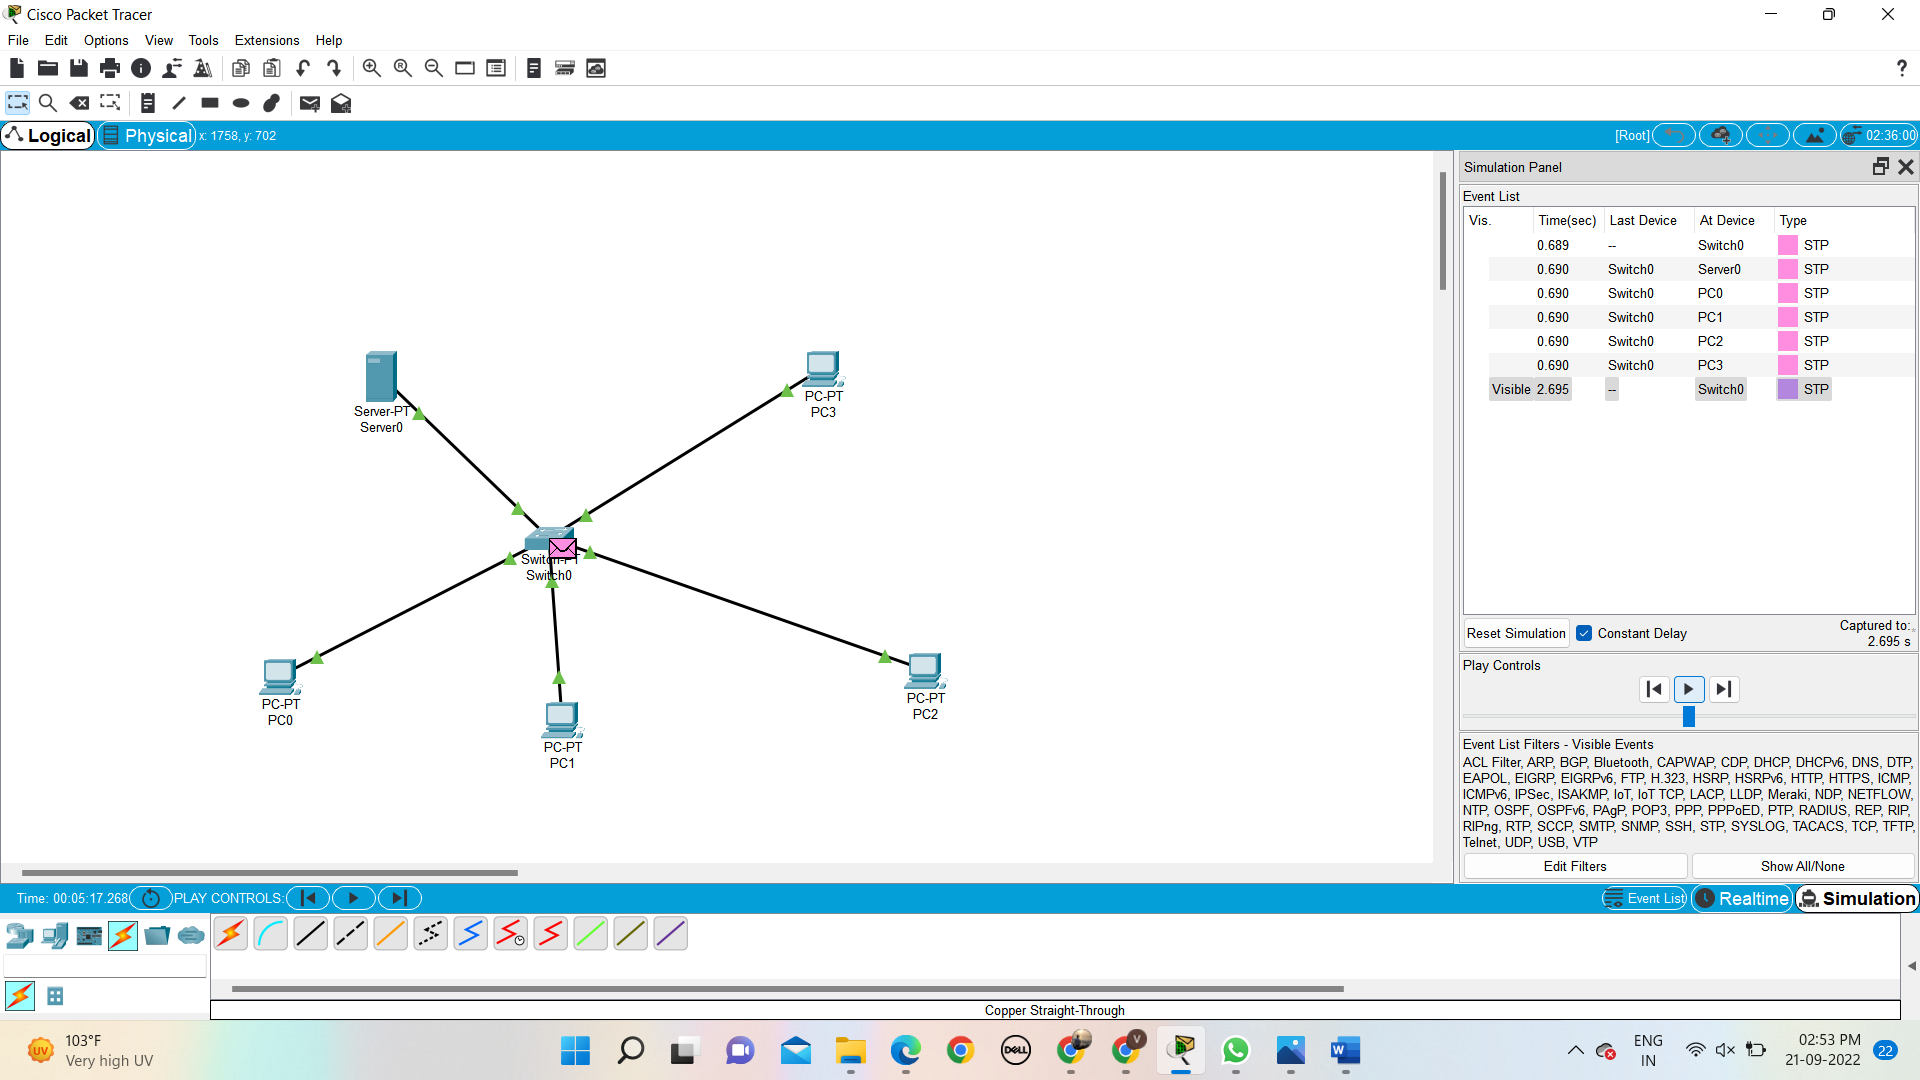 Cisco Packet Tracer
File Edit Options View Tools Extensions Help
?
Logical Physical x: 1758, y: 702 [Root] 02:36:00
Simulation Panel
Event List
Vis. Time(sec) Last Device At Device Type
0.689 -- Switch0 STP
0.690 Switch0 Server0 STP
0.690 Switch0 PC0 STP
0.690 Switch0 PC1 STP
0.690 Switch0 PC2 STP
0.690 Switch0 PC3 STP
Visible 2.695 -- Switch0 STP
Server-PT
Server0
PC-PT
PC3
Switch-PT
Switch0
PC-PT
PC0
PC-PT
PC1
PC-PT
PC2
Reset Simulation Constant Delay Captured to:
2.695 s
Play Controls
Event List Filters - Visible Events
ACL Filter, ARP, BGP, Bluetooth, CAPWAP, CDP, DHCP, DHCPv6, DNS, DTP,
EAPOL, EIGRP, EIGRPv6, FTP, H.323, HSRP, HSRPv6, HTTP, HTTPS, ICMP,
ICMPv6, IPSec, ISAKMP, IoT, IoT TCP, LACP, LLDP, Meraki, NDP, NETFLOW,
NTP, OSPF, OSPFv6, PAgP, POP3, PPP, PPPoED, PTP, RADIUS, REP, RIP,
RIPng, RTP, SCCP, SMTP, SNMP, SSH, STP, SYSLOG, TACACS, TCP, TFTP,
Telnet, UDP, USB, VTP
Edit Filters Show All/None
Time: 00:05:17.268 PLAY CONTROLS: Event List Realtime Simulation
Copper Straight-Through
UV 103°F
Very high UV
DELL
V
W
ENG
IN
02:53 PM
21-09-2022
22